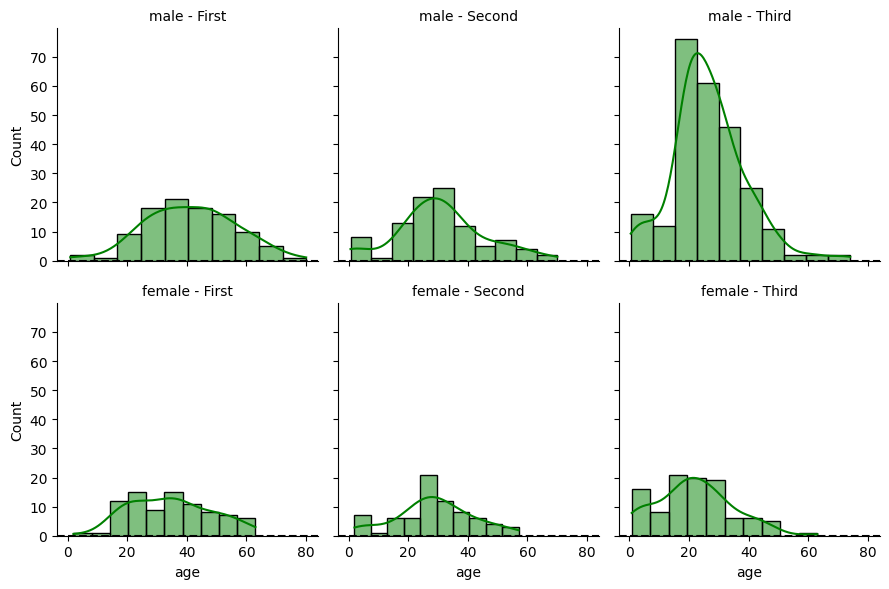 male - First
male - Second
male - Third
Count
70
60
50
40
30
20
10
0
female - First
female - Second
female - Third
Count
70
60
50
40
30
20
10
0
0 20 40 60 80
0 20 40 60 80
0 20 40 60 80
age
age
age